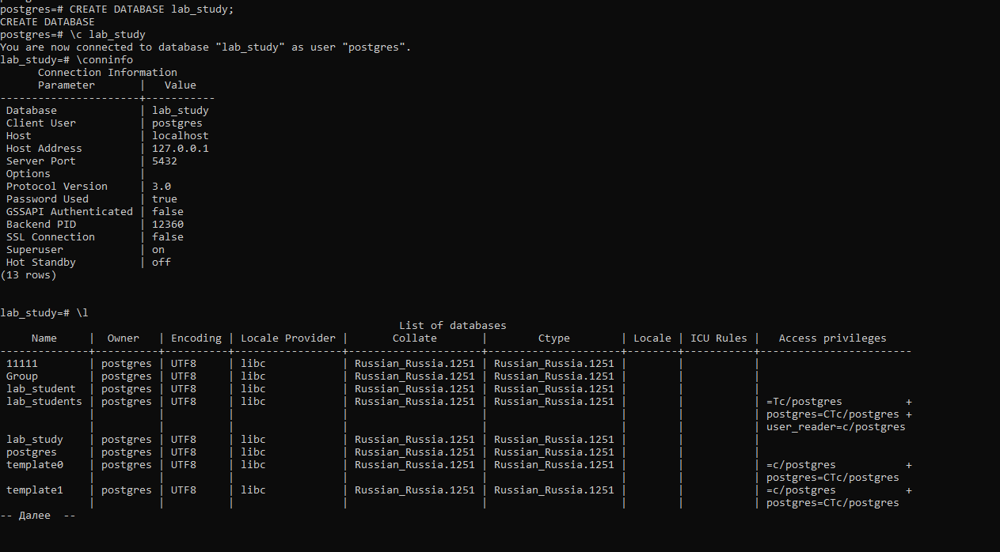 postgres=# CREATE DATABASE lab_study;
CREATE DATABASE
postgres=# \c lab_study
You are now connected to database "lab_study" as user "postgres".
lab_study=# \conninfo
      Connection Information
      Parameter       |   Value
----------------------+-----------
 Database             | lab_study
 Client User          | postgres
 Host                 | localhost
 Host Address         | 127.0.0.1
 Server Port          | 5432
 Options              |
 Protocol Version     | 3.0
 Password Used        | true
 GSSAPI Authenticated | false
 Backend PID          | 12360
 SSL Connection       | false
 Superuser            | on
 Hot Standby          | off
(13 rows)

lab_study=# \l
                                                               List of databases
     Name     |  Owner   | Encoding | Locale Provider |       Collate       |        Ctype        | Locale | ICU Rules |   Access privileges
--------------+----------+----------+-----------------+---------------------+---------------------+--------+-----------+------------------------
 11111        | postgres | UTF8     | libc            | Russian_Russia.1251 | Russian_Russia.1251 |        |           |
 Group        | postgres | UTF8     | libc            | Russian_Russia.1251 | Russian_Russia.1251 |        |           |
 lab_student  | postgres | UTF8     | libc            | Russian_Russia.1251 | Russian_Russia.1251 |        |           |
 lab_students | postgres | UTF8     | libc            | Russian_Russia.1251 | Russian_Russia.1251 |        |           | =Tc/postgres          +
              |          |          |                 |                     |                     |        |           | postgres=CTc/postgres +
              |          |          |                 |                     |                     |        |           | user_reader=c/postgres
 lab_study    | postgres | UTF8     | libc            | Russian_Russia.1251 | Russian_Russia.1251 |        |           |
 postgres     | postgres | UTF8     | libc            | Russian_Russia.1251 | Russian_Russia.1251 |        |           |
 template0    | postgres | UTF8     | libc            | Russian_Russia.1251 | Russian_Russia.1251 |        |           | =c/postgres           +
              |          |          |                 |                     |                     |        |           | postgres=CTc/postgres
 template1    | postgres | UTF8     | libc            | Russian_Russia.1251 | Russian_Russia.1251 |        |           | =c/postgres           +
              |          |          |                 |                     |                     |        |           | postgres=CTc/postgres
-- Далее  --